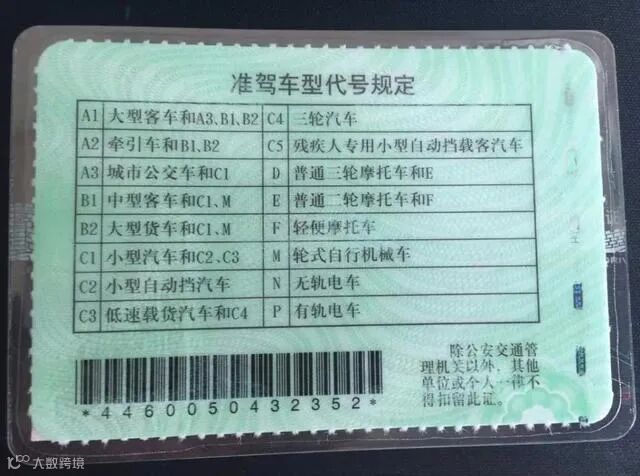 准驾车型代号规定
A1 大型客车和A3、B1、B2 C4 三轮汽车
A2 牵引车和B1、B2 C5 残疾人专用小型自动挡载客汽车
A3 城市公交车和C1 D 普通三轮摩托车和E
B1 中型客车和C1、M E 普通二轮摩托车和F
B2 大型货车和C1、M F 轻便摩托车
C1 小型汽车和C2、C3 M 轮式自行机械车
C2 小型自动挡汽车 N 无轨电车
C3 低速载货汽车和C4 P 有轨电车
除公安交通管
理机关以外，其他
单位或个人一律不
得扣留此证。
*4460050432352*
大数跨境